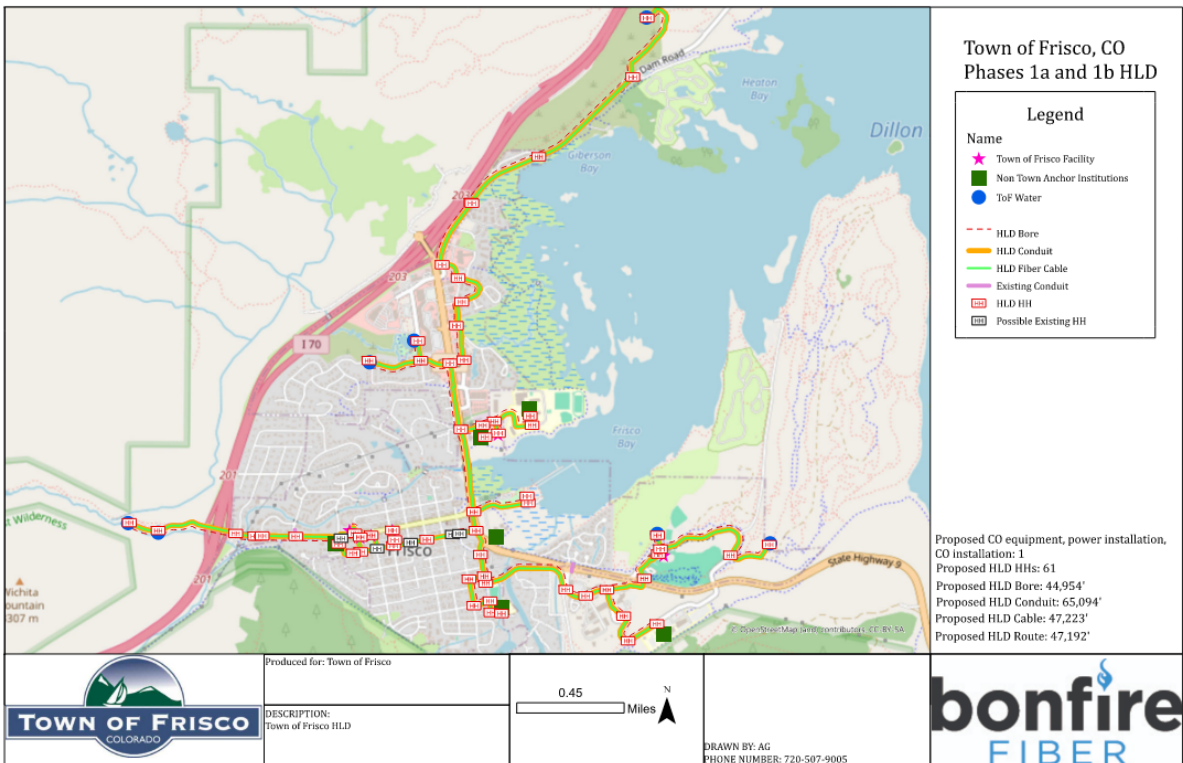 Town of Frisco, CO
Phases 1a and 1b HLD
Legend
Name
Town of Frisco Facility
Non Town Anchor Institutions
ToF Water
HLD Bore
HLD Conduit
HLD Fiber Cable
Existing Conduit
HH HLD HH
HH Possible Existing HH
Dam Road
Heaton
Bay
Dillon
Giberson
Bay
203
203
I 70
Frisco
Bay
201
Wilderness
201
State Highway 9
© OpenStreetMap (and) contributors, CC-BY-SA
Proposed CO equipment, power installation,
CO installation: 1
Proposed HLD HHs: 61
Proposed HLD Bore: 44,954'
Proposed HLD Conduit: 65,094'
Proposed HLD Cable: 47,223'
Proposed HLD Route: 47,192'
TOWN OF FRISCO
COLORADO
Produced for: Town of Frisco
DESCRIPTION:
Town of Frisco HLD
0.45
Miles
N
DRAWN BY: AG
PHONE NUMBER: 720-507-9005
bonfire
FIBER